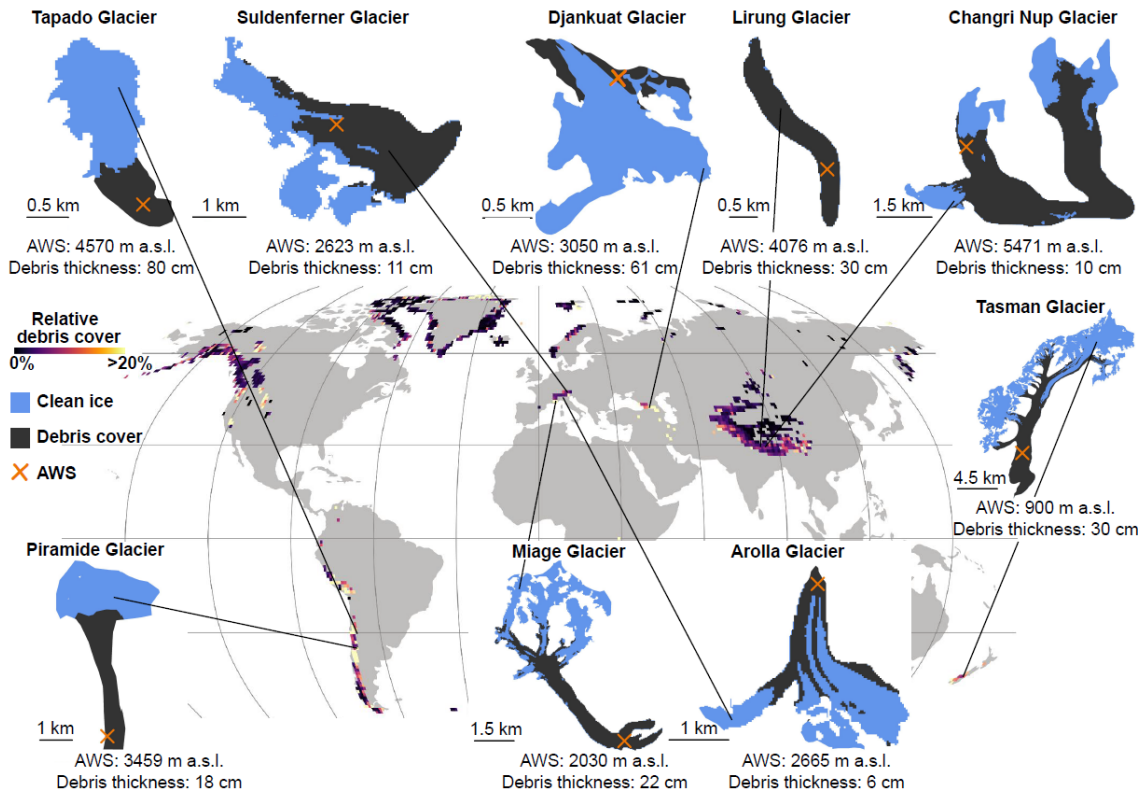 Tapado Glacier
0.5 km
AWS: 4570 m a.s.l.
Debris thickness: 80 cm
Suldenferner Glacier
1 km
AWS: 2623 m a.s.l.
Debris thickness: 11 cm
Djankuat Glacier
0.5 km
AWS: 3050 m a.s.l.
Debris thickness: 61 cm
Lirung Glacier
0.5 km
AWS: 4076 m a.s.l.
Debris thickness: 30 cm
Changri Nup Glacier
1.5 km
AWS: 5471 m a.s.l.
Debris thickness: 10 cm
Relative
debris cover
0%
>20%
Clean ice
Debris cover
AWS
Tasman Glacier
4.5 km
AWS: 900 m a.s.l.
Debris thickness: 30 cm
Piramide Glacier
1 km
AWS: 3459 m a.s.l.
Debris thickness: 18 cm
Miage Glacier
1.5 km
AWS: 2030 m a.s.l.
Debris thickness: 22 cm
Arolla Glacier
1 km
AWS: 2665 m a.s.l.
Debris thickness: 6 cm